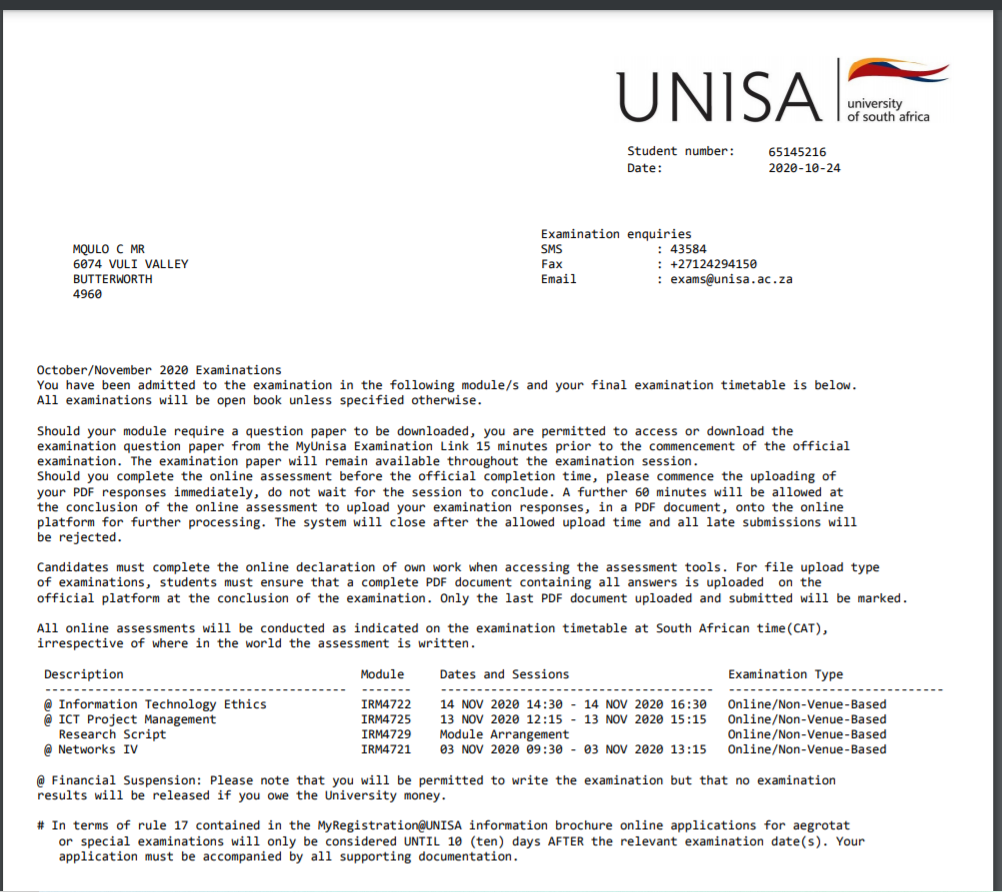 UNISA
university
of south africa
Student number: 65145216
Date: 2020-10-24
Examination enquiries
MQULO C MR SMS : 43584
6074 VULI VALLEY Fax : +27124294150
BUTTERWORTH Email : exams@unisa.ac.za
4960
October/November 2020 Examinations
You have been admitted to the examination in the following module/s and your final examination timetable is below.
All examinations will be open book unless specified otherwise.
Should your module require a question paper to be downloaded, you are permitted to access or download the
examination question paper from the MyUnisa Examination Link 15 minutes prior to the commencement of the official
examination. The examination paper will remain available throughout the examination session.
Should you complete the online assessment before the official completion time, please commence the uploading of
your PDF responses immediately, do not wait for the session to conclude. A further 60 minutes will be allowed at
the conclusion of the online assessment to upload your examination responses, in a PDF document, onto the online
platform for further processing. The system will close after the allowed upload time and all late submissions will
be rejected.
Candidates must complete the online declaration of own work when accessing the assessment tools. For file upload type
of examinations, students must ensure that a complete PDF document containing all answers is uploaded on the
official platform at the conclusion of the examination. Only the last PDF document uploaded and submitted will be marked.
All online assessments will be conducted as indicated on the examination timetable at South African time(CAT),
irrespective of where in the world the assessment is written.
Description Module Dates and Sessions Examination Type
@ Information Technology Ethics IRM4722 14 NOV 2020 14:30 - 14 NOV 2020 16:30 Online/Non-Venue-Based
@ ICT Project Management IRM4725 13 NOV 2020 12:15 - 13 NOV 2020 15:15 Online/Non-Venue-Based
Research Script IRM4729 Module Arrangement Online/Non-Venue-Based
@ Networks IV IRM4721 03 NOV 2020 09:30 - 03 NOV 2020 13:15 Online/Non-Venue-Based
@ Financial Suspension: Please note that you will be permitted to write the examination but that no examination
results will be released if you owe the University money.
# In terms of rule 17 contained in the MyRegistration@UNISA information brochure online applications for aegrotat
or special examinations will only be considered UNTIL 10 (ten) days AFTER the relevant examination date(s). Your
application must be accompanied by all supporting documentation.